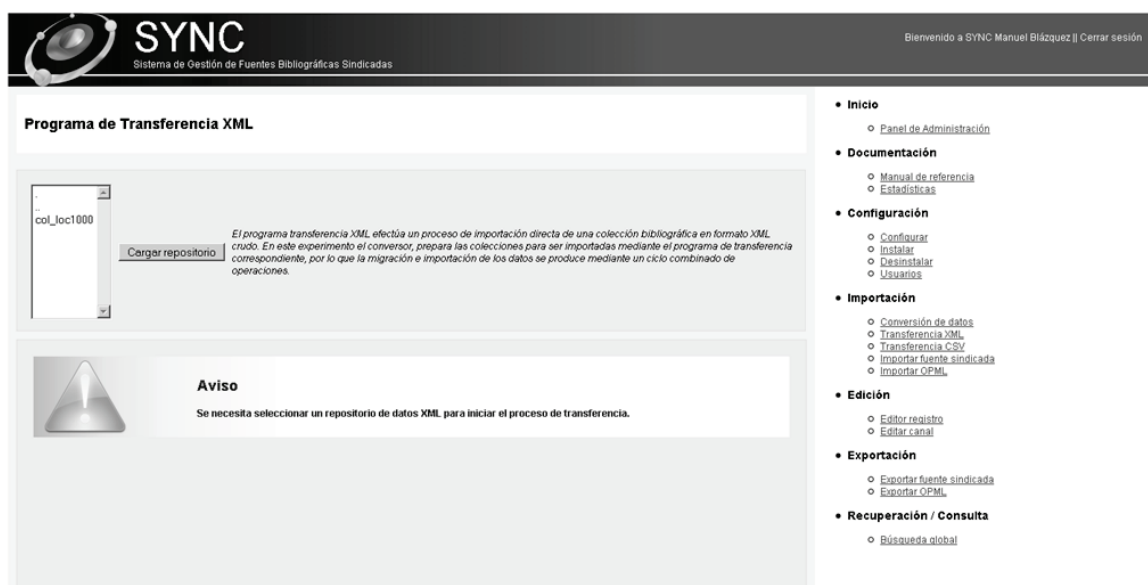 SYNC
Sistema de Gestión de Fuentes Bibliográficas Sindicadas
Bienvenido a SYNC Manuel Blázquez || Cerrar sesión
Programa de Transferencia XML
.
..
col_loc1000
Cargar repositorio
El programa transferencia XML efectúa un proceso de importación directa de una colección bibliográfica en formato XML
crudo. En este experimento el conversor, prepara las colecciones para ser importadas mediante el programa de transferencia
correspondiente, por lo que la migración e importación de los datos se produce mediante un ciclo combinado de
operaciones.
Aviso
Se necesita seleccionar un repositorio de datos XML para iniciar el proceso de transferencia.
Inicio
Panel de Administración
Documentación
Manual de referencia
Estadísticas
Configuración
Configurar
Instalar
Desinstalar
Usuarios
Importación
Conversión de datos
Transferencia XML
Transferencia CSV
Importar fuente sindicada
Importar OPML
Edición
Editor registro
Editar canal
Exportación
Exportar fuente sindicada
Exportar OPML
Recuperación / Consulta
Búsqueda global